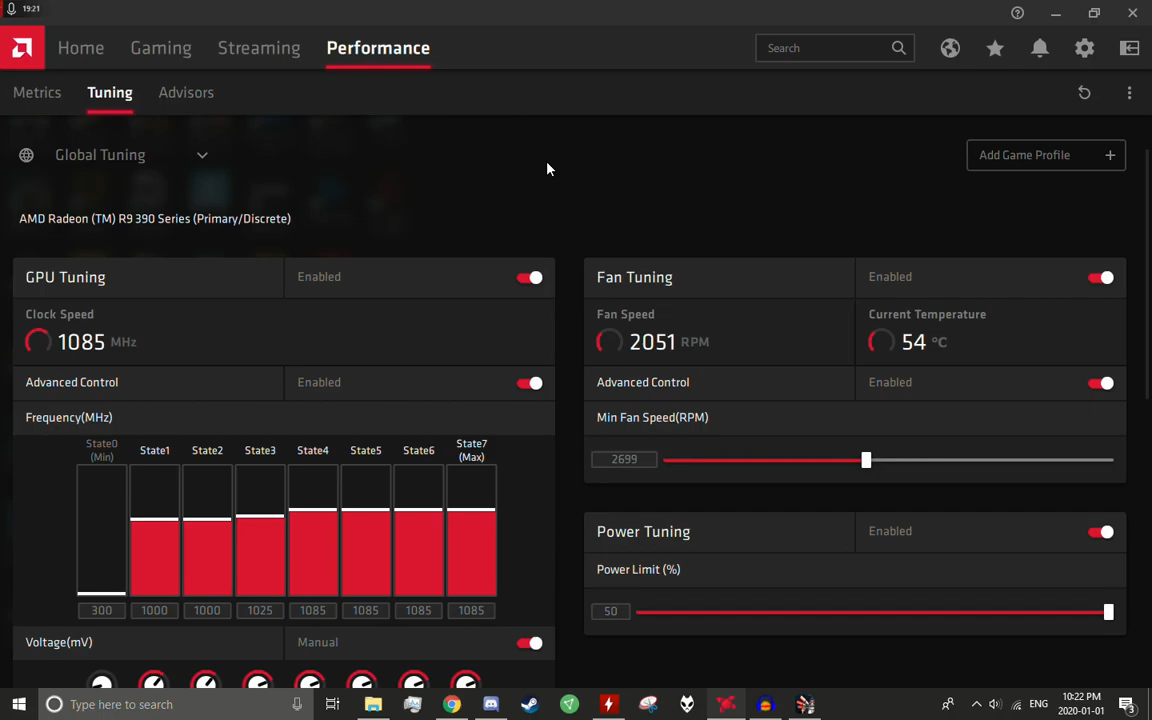 19:21
Home Gaming Streaming Performance
Search
Metrics Tuning Advisors
Global Tuning
Add Game Profile +
AMD Radeon (TM) R9 390 Series (Primary/Discrete)
GPU Tuning Enabled
Clock Speed
1085 MHz
Advanced Control Enabled
Frequency(MHz)
State0 (Min) State1 State2 State3 State4 State5 State6 State7 (Max)
300 1000 1000 1025 1085 1085 1085 1085
Voltage(mV) Manual
Fan Tuning Enabled
Fan Speed Current Temperature
2051 RPM 54 °C
Advanced Control Enabled
Min Fan Speed(RPM)
2699
Power Tuning Enabled
Power Limit (%)
50
Type here to search
ENG
10:22 PM
2020-01-01
3